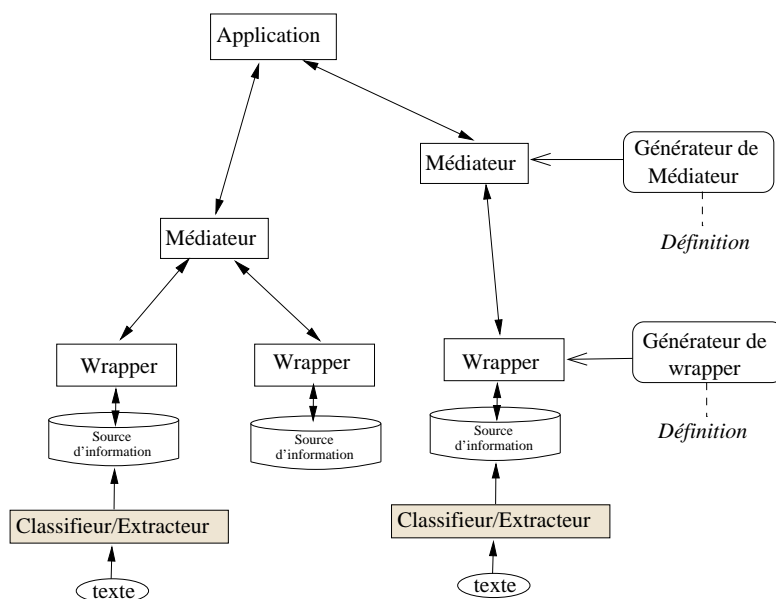 Application
Médiateur
Générateur de
Médiateur
Définition
Médiateur
Wrapper
Wrapper
Wrapper
Générateur de
wrapper
Définition
Source
d'information
Source
d'information
Source
d'information
Classifieur/Extracteur
Classifieur/Extracteur
texte
texte